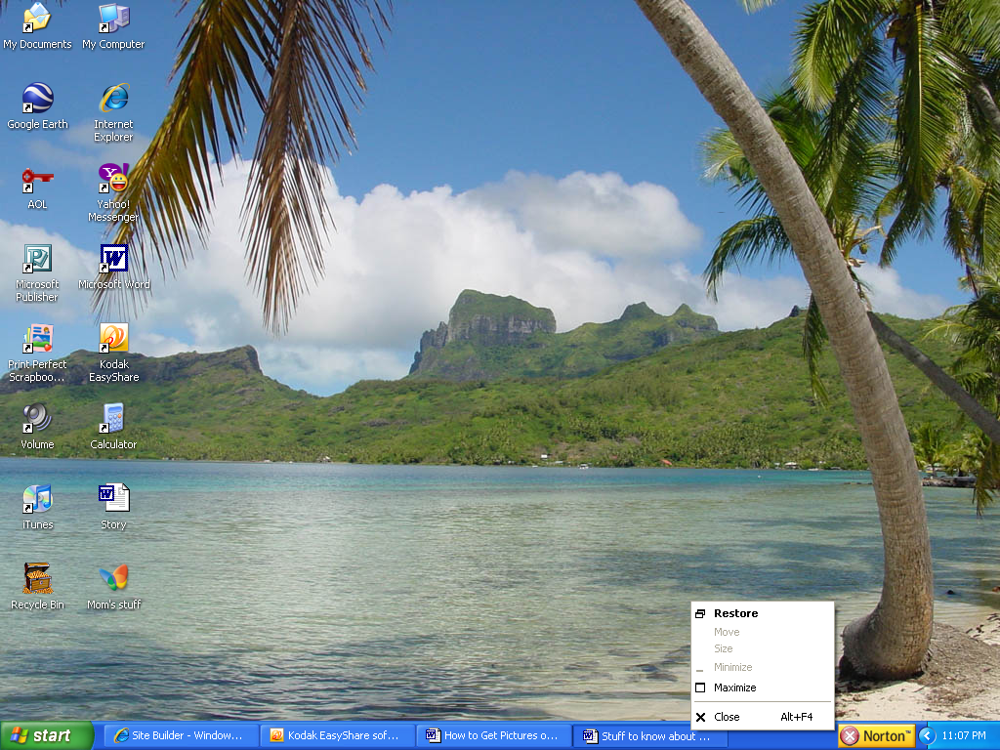 My Documents
My Computer
Google Earth
Internet
Explorer
AOL
Yahoo!
Messenger
Microsoft
Publisher
Microsoft Word
Print Perfect
Scrapboo...
Kodak
EasyShare
Volume
Calculator
iTunes
Story
Recycle Bin
Mom's stuff
Restore
Move
Size
Minimize
Maximize
Close Alt+F4
start
Site Builder - Window...
Kodak EasyShare sof...
How to Get Pictures o...
Stuff to know about ...
Norton™
11:07 PM